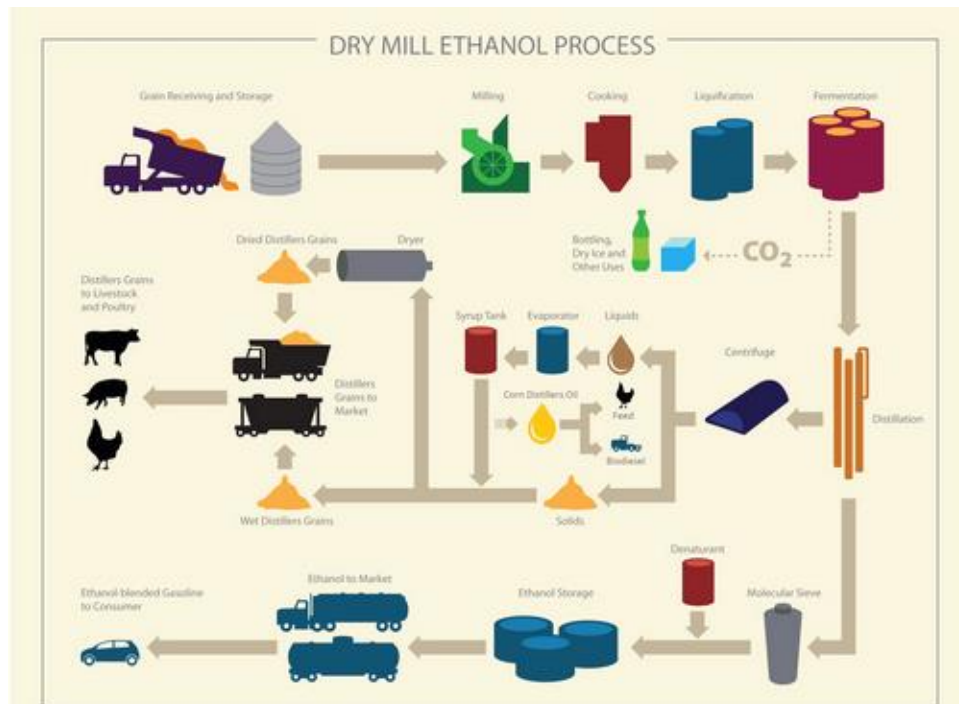 DRY MILL ETHANOL PROCESS
Grain Receiving and Storage
Milling
Cooking
Liquification
Fermentation
Bottling,
Dry Ice and
Other Uses
CO2
Dried Distillers Grains
Dryer
Distillers Grains
to Livestock
and Poultry
Syrup Tank
Evaporator
Liquids
Centrifuge
Distillers
Grains to
Market
Corn Distillers Oil
Feed
Biodiesel
Distillation
Wet Distillers Grains
Solids
Denaturant
Ethanol-blended Gasoline
to Consumer
Ethanol to Market
Ethanol Storage
Molecular Sieve